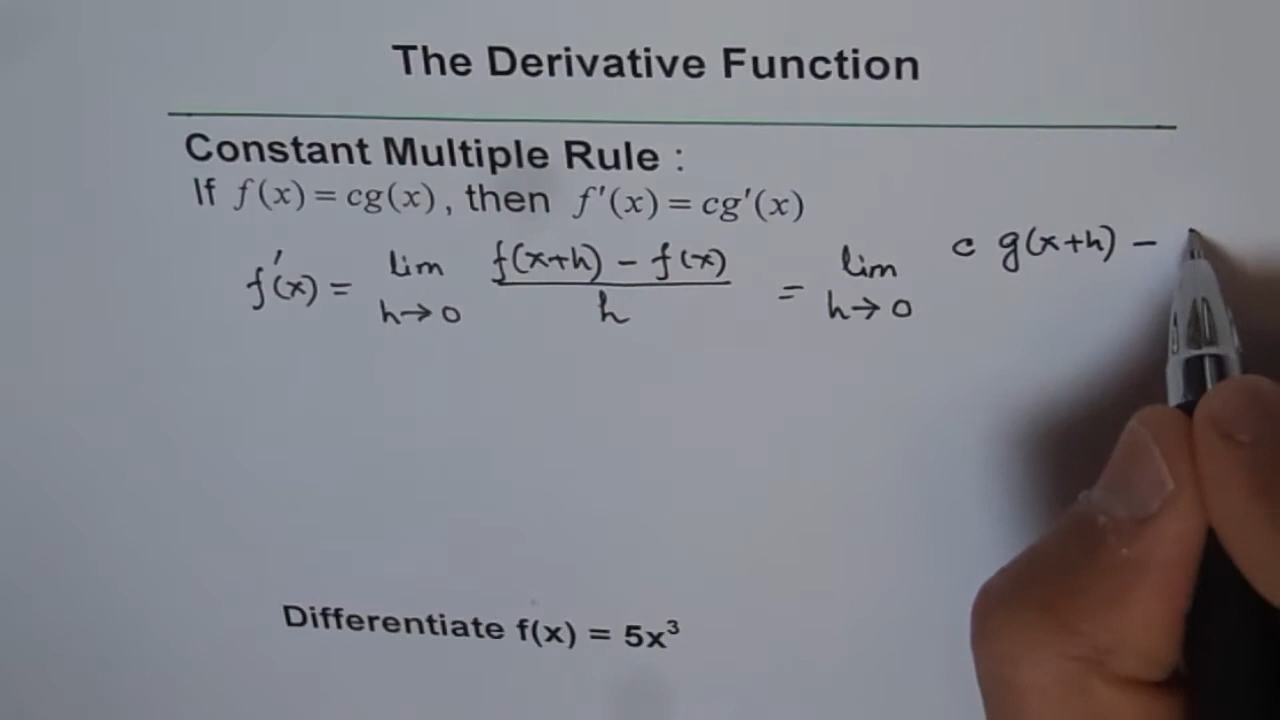 The Derivative Function
Constant Multiple Rule :
If f(x) = cg(x), then f'(x) = cg'(x)
f'(x) = lim h→0 f(x+h) − f(x) / h = lim h→0 c g(x+h) −
Differentiate f(x) = 5x³